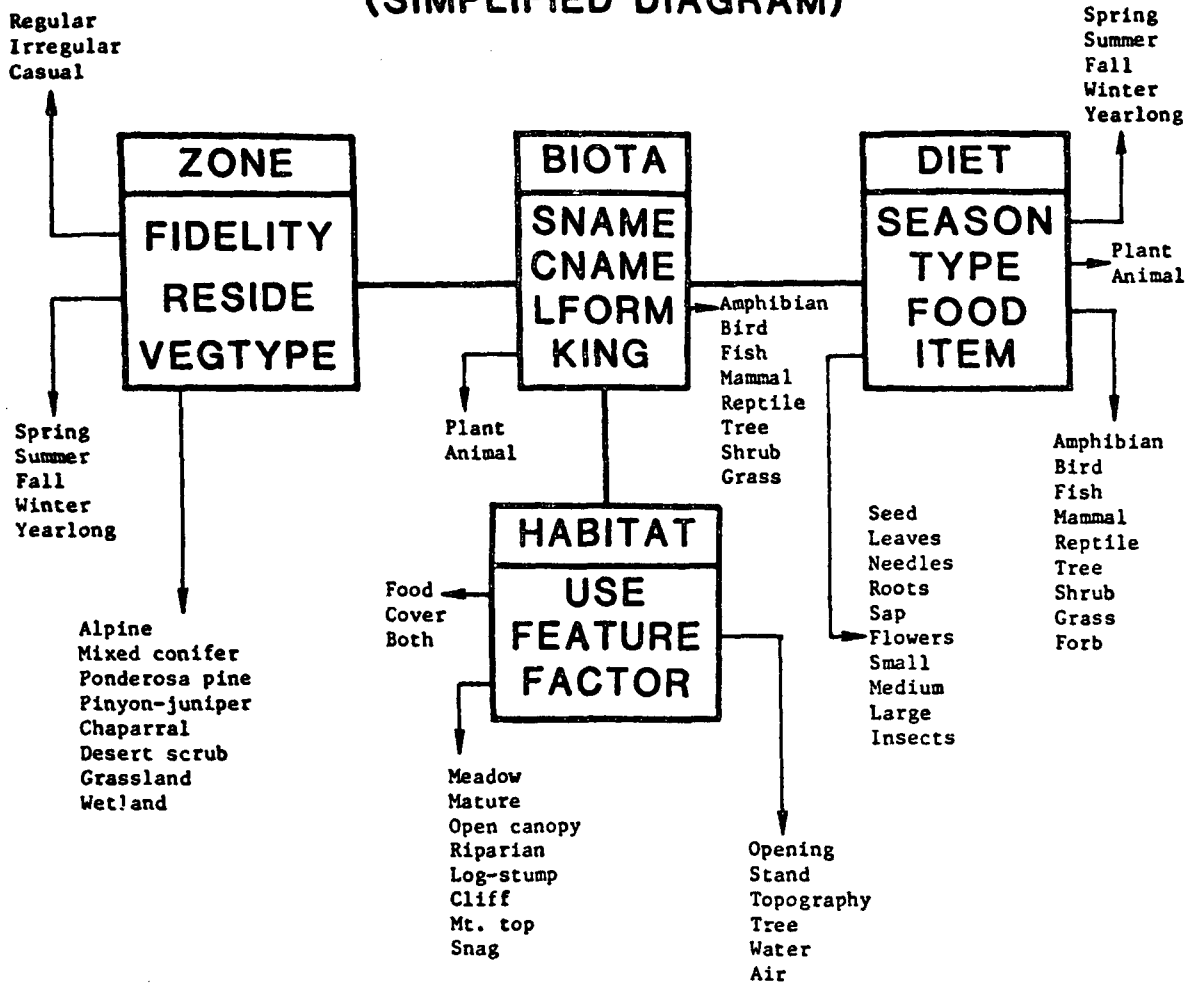 (SIMPLIFIED DIAGRAM)
Regular
Irregular
Casual
Spring
Summer
Fall
Winter
Yearlong
ZONE
FIDELITY
RESIDE
VEGTYPE
BIOTA
SNAME
CNAME
LFORM
KING
DIET
SEASON
TYPE
FOOD
ITEM
Plant
Animal
Amphibian
Bird
Fish
Mammal
Reptile
Tree
Shrub
Grass
Spring
Summer
Fall
Winter
Yearlong
Plant
Animal
Amphibian
Bird
Fish
Mammal
Reptile
Tree
Shrub
Grass
Forb
Seed
Leaves
Needles
Roots
Sap
Flowers
Small
Medium
Large
Insects
HABITAT
USE
FEATURE
FACTOR
Food
Cover
Both
Alpine
Mixed conifer
Ponderosa pine
Pinyon-juniper
Chaparral
Desert scrub
Grassland
Wetland
Meadow
Mature
Open canopy
Riparian
Log-stump
Cliff
Mt. top
Snag
Opening
Stand
Topography
Tree
Water
Air